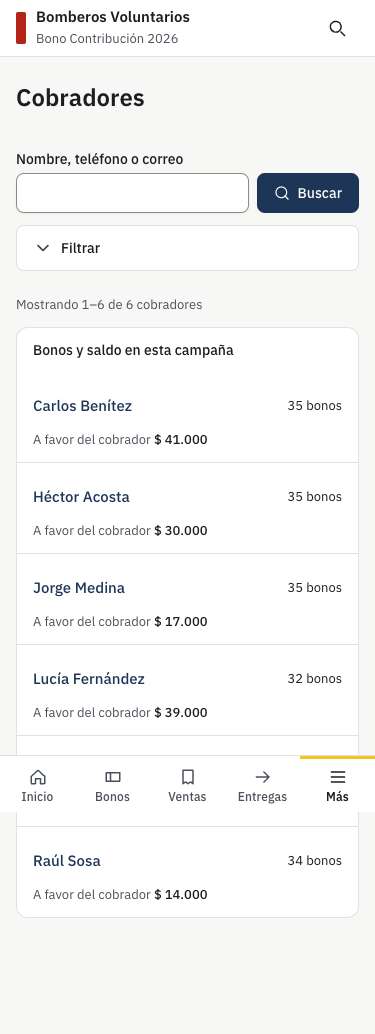 Bomberos Voluntarios
Bono Contribución 2026
Cobradores
Nombre, teléfono o correo
Buscar
Filtrar
Mostrando 1–6 de 6 cobradores
Bonos y saldo en esta campaña
Carlos Benítez
35 bonos
A favor del cobrador $ 41.000
Héctor Acosta
35 bonos
A favor del cobrador $ 30.000
Jorge Medina
35 bonos
A favor del cobrador $ 17.000
Lucía Fernández
32 bonos
A favor del cobrador $ 39.000
Inicio
Bonos
Ventas
Entregas
Más
Raúl Sosa
34 bonos
A favor del cobrador $ 14.000